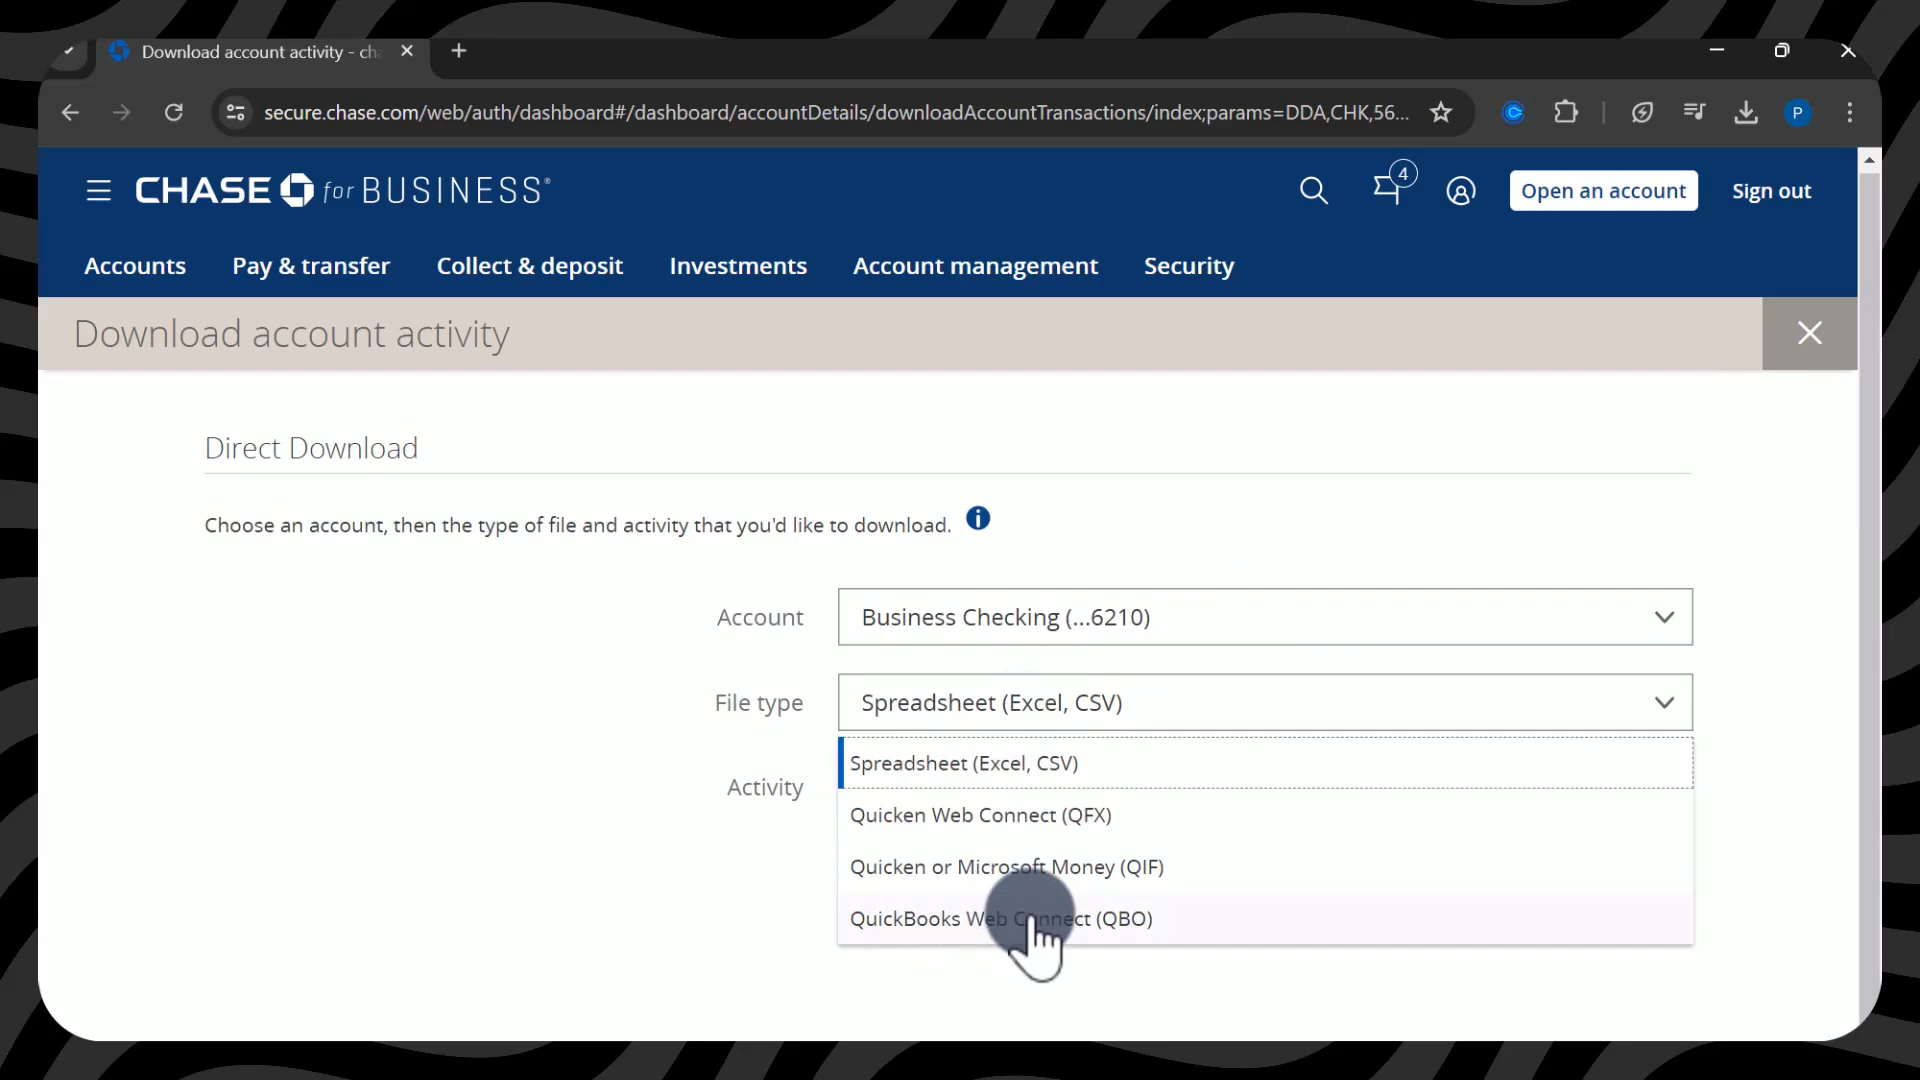 Download account activity - cha
secure.chase.com/web/auth/dashboard#/dashboard/accountDetails/downloadAccountTransactions/index;params=DDA,CHK,56...
P
CHASE for BUSINESS®
4
Open an account
Sign out
Accounts
Pay & transfer
Collect & deposit
Investments
Account management
Security
Download account activity
Direct Download
Choose an account, then the type of file and activity that you'd like to download.
Account
Business Checking (...6210)
File type
Spreadsheet (Excel, CSV)
Activity
Spreadsheet (Excel, CSV)
Quicken Web Connect (QFX)
Quicken or Microsoft Money (QIF)
QuickBooks Web Connect (QBO)